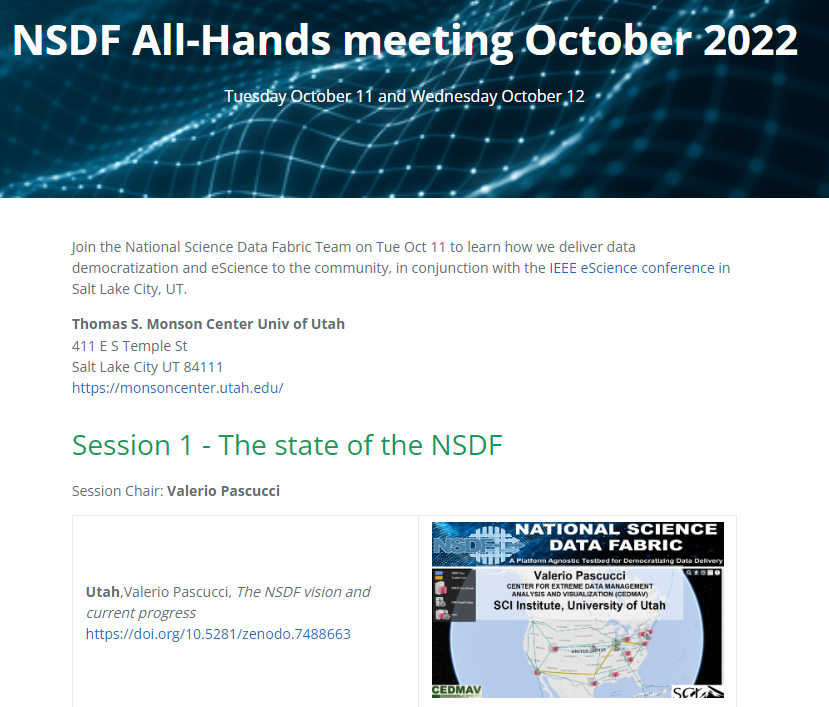 NSDF All-Hands meeting October 2022
Tuesday October 11 and Wednesday October 12
Join the National Science Data Fabric Team on Tue Oct 11 to learn how we deliver data
democratization and eScience to the community, in conjunction with the IEEE eScience conference in
Salt Lake City, UT.
Thomas S. Monson Center Univ of Utah
411 E S Temple St
Salt Lake City UT 84111
https://monsoncenter.utah.edu/
Session 1 - The state of the NSDF
Session Chair: Valerio Pascucci
Utah,Valerio Pascucci, The NSDF vision and
current progress
https://doi.org/10.5281/zenodo.7488663
NATIONAL SCIENCE
NSDF
DATA FABRIC
A Platform Agnostic Testbed for Democratizing Data Delivery
Valerio Pascucci
CENTER FOR EXTREME DATA MANAGEMENT
ANALYSIS AND VISUALIZATION (CEDMAV)
SCI Institute, University of Utah
UNITED STATES
CEDMAV